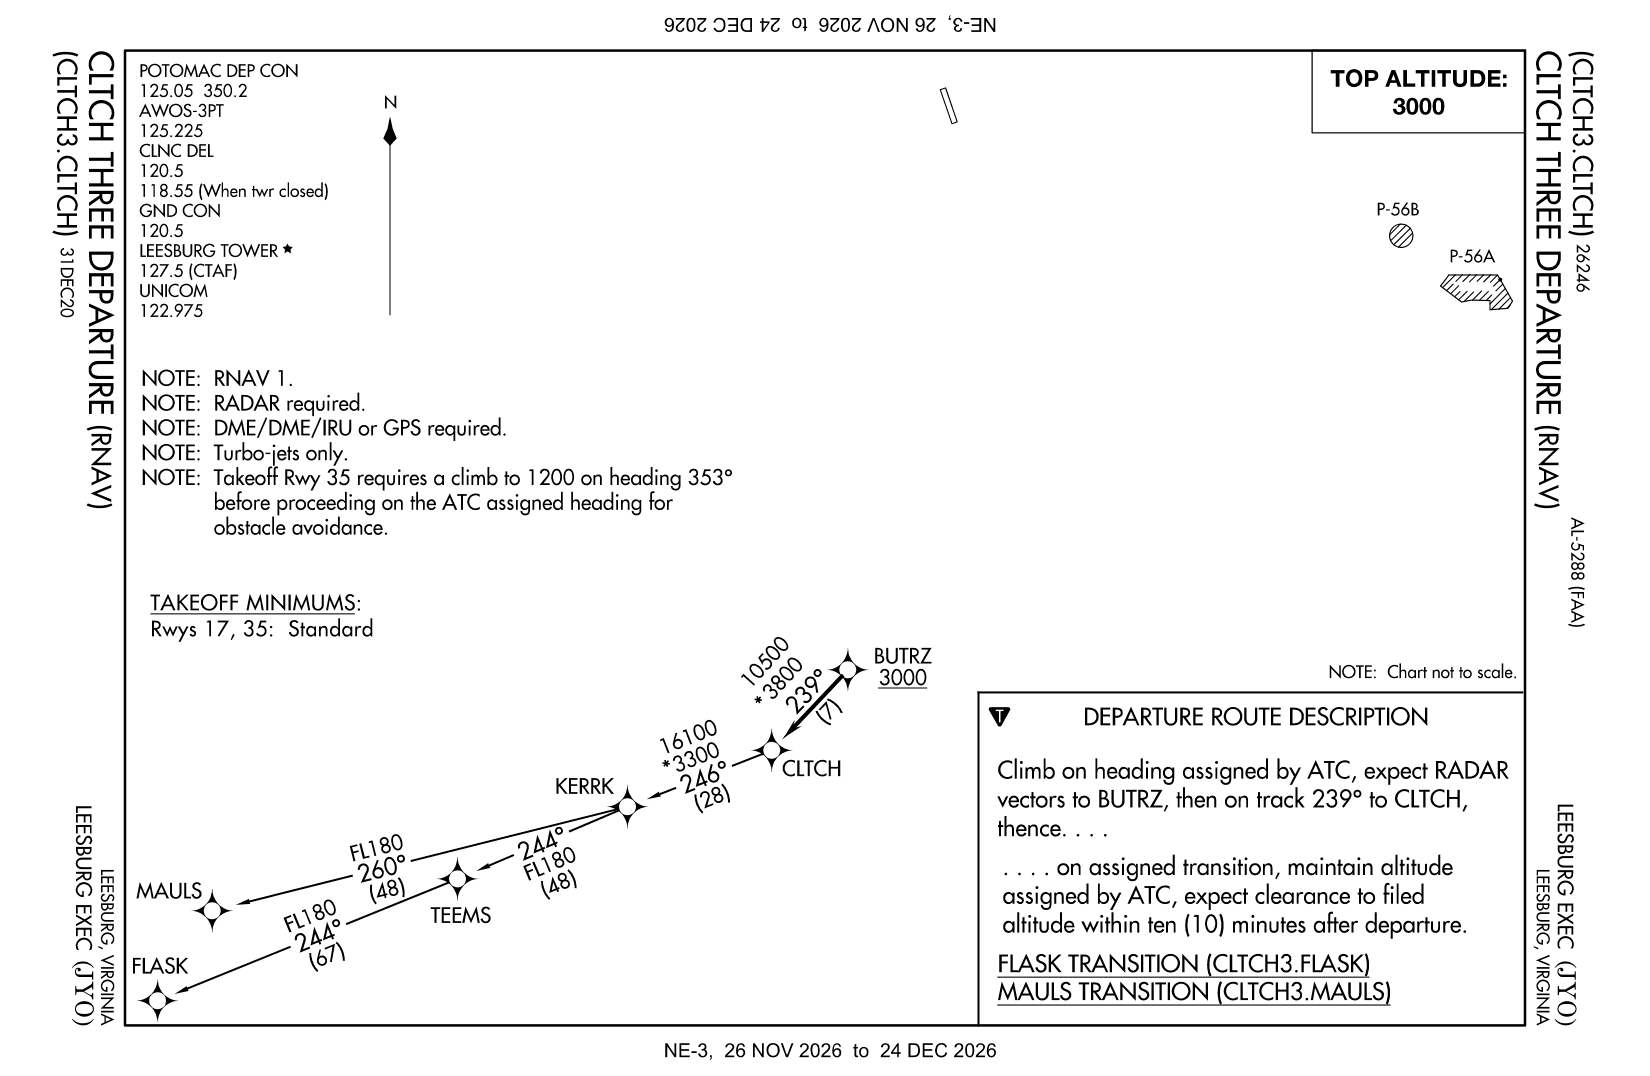 NE-3, 26 NOV 2026 to 24 DEC 2026
(CLTCH3.CLTCH) 31DEC20
CLTCH THREE DEPARTURE (RNAV)
LEESBURG EXEC (JYO)
LEESBURG, VIRGINIA
POTOMAC DEP CON
125.05 350.2
AWOS-3PT
125.225
CLNC DEL
120.5
118.55 (When twr closed)
GND CON
120.5
LEESBURG TOWER ★
127.5 (CTAF)
UNICOM
122.975
N
TOP ALTITUDE:
3000
P-56B
P-56A
NOTE: RNAV 1.
NOTE: RADAR required.
NOTE: DME/DME/IRU or GPS required.
NOTE: Turbo-jets only.
NOTE: Takeoff Rwy 35 requires a climb to 1200 on heading 353°
before proceeding on the ATC assigned heading for
obstacle avoidance.
TAKEOFF MINIMUMS:
Rwys 17, 35: Standard
BUTRZ
3000
10500
*3800
239°
(7)
CLTCH
16100
*3300
246°
(28)
KERRK
FL180
260°
(48)
MAULS
244°
FL180
(48)
TEEMS
FL180
244°
(67)
FLASK
NOTE: Chart not to scale.
T
DEPARTURE ROUTE DESCRIPTION
Climb on heading assigned by ATC, expect RADAR
vectors to BUTRZ, then on track 239° to CLTCH,
thence. . . .
. . . . on assigned transition, maintain altitude
assigned by ATC, expect clearance to filed
altitude within ten (10) minutes after departure.
FLASK TRANSITION (CLTCH3.FLASK)
MAULS TRANSITION (CLTCH3.MAULS)
(CLTCH3.CLTCH) 26246
CLTCH THREE DEPARTURE (RNAV)
AL-5288 (FAA)
LEESBURG EXEC (JYO)
LEESBURG, VIRGINIA
NE-3, 26 NOV 2026 to 24 DEC 2026